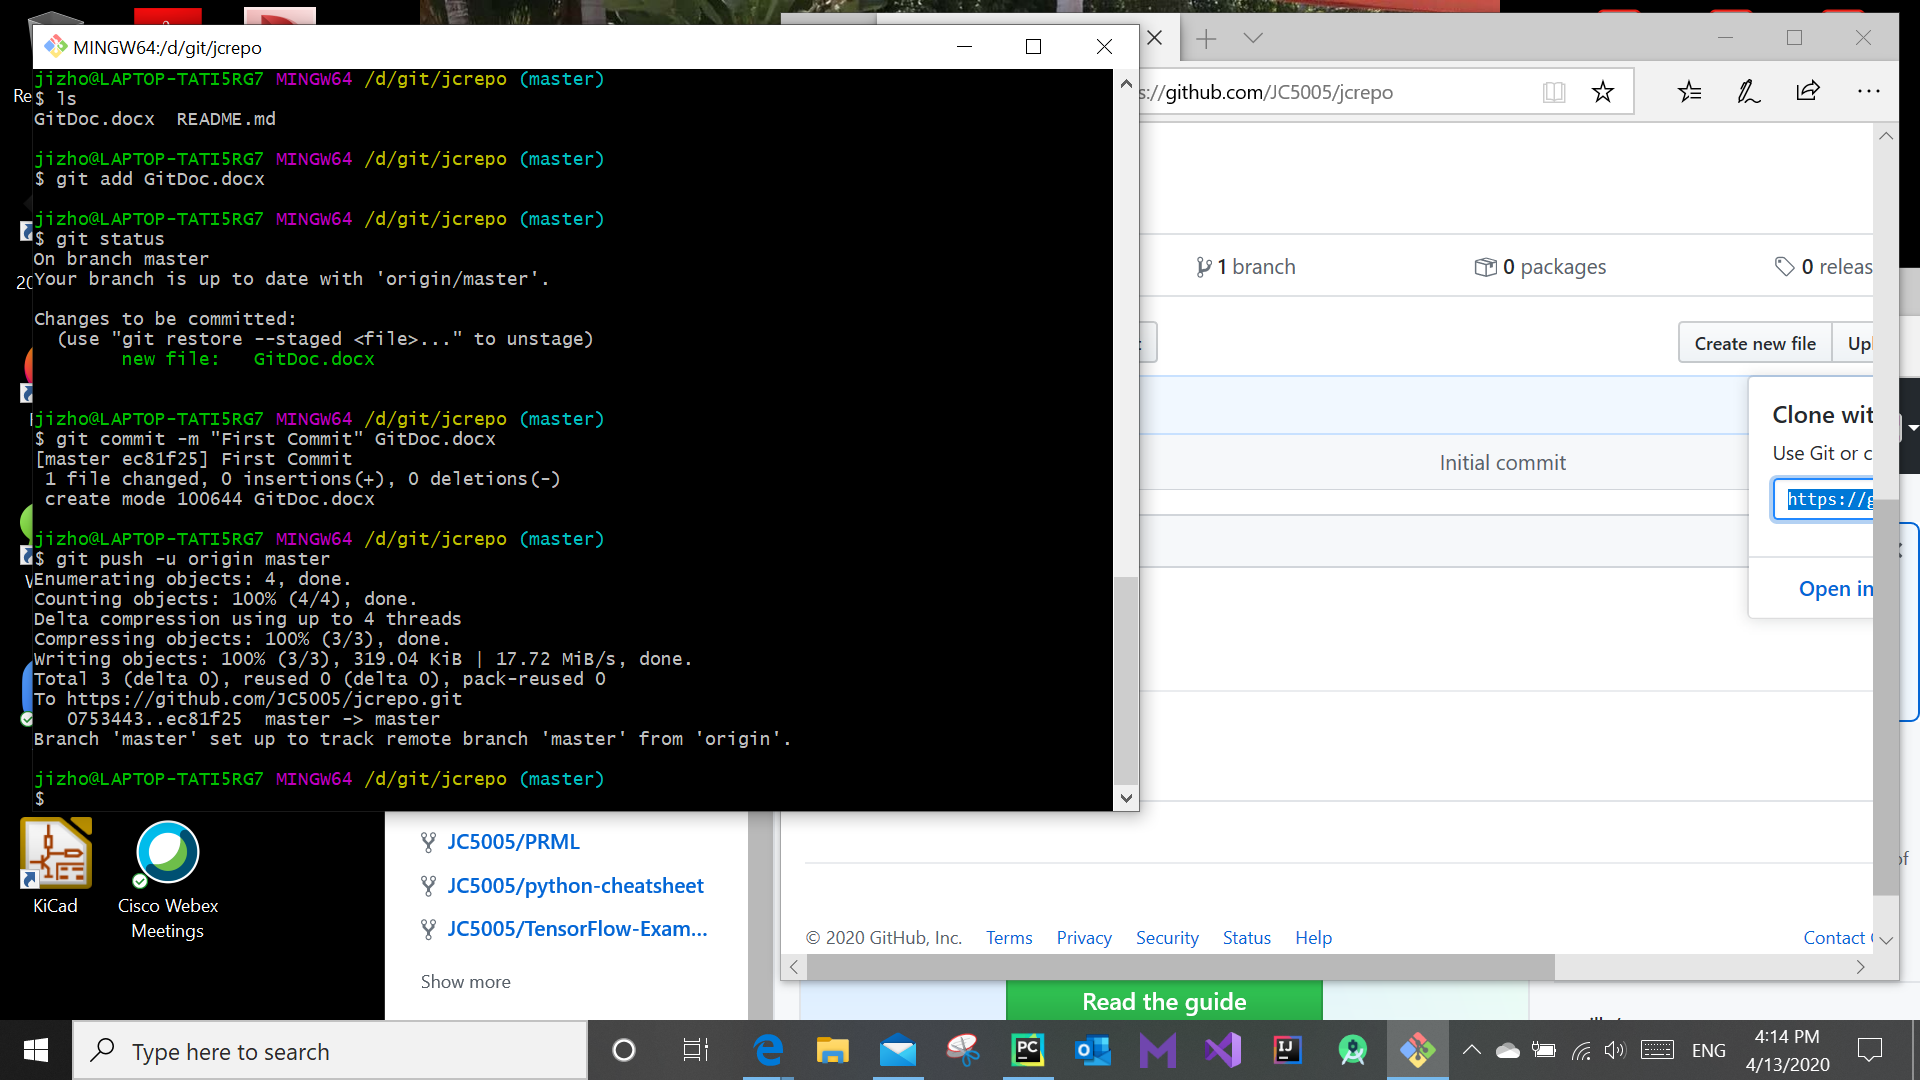 MINGW64:/d/git/jcrepo
jizho@LAPTOP-TATI5RG7 MINGW64 /d/git/jcrepo (master)
$ ls
GitDoc.docx  README.md
jizho@LAPTOP-TATI5RG7 MINGW64 /d/git/jcrepo (master)
$ git add GitDoc.docx
jizho@LAPTOP-TATI5RG7 MINGW64 /d/git/jcrepo (master)
$ git status
On branch master
Your branch is up to date with 'origin/master'.
Changes to be committed:
  (use "git restore --staged <file>..." to unstage)
        new file:   GitDoc.docx
jizho@LAPTOP-TATI5RG7 MINGW64 /d/git/jcrepo (master)
$ git commit -m "First Commit" GitDoc.docx
[master ec81f25] First Commit
 1 file changed, 0 insertions(+), 0 deletions(-)
 create mode 100644 GitDoc.docx
jizho@LAPTOP-TATI5RG7 MINGW64 /d/git/jcrepo (master)
$ git push -u origin master
Enumerating objects: 4, done.
Counting objects: 100% (4/4), done.
Delta compression using up to 4 threads
Compressing objects: 100% (3/3), done.
Writing objects: 100% (3/3), 319.04 KiB | 17.72 MiB/s, done.
Total 3 (delta 0), reused 0 (delta 0), pack-reused 0
To https://github.com/JC5005/jcrepo.git
   0753443..ec81f25  master -> master
Branch 'master' set up to track remote branch 'master' from 'origin'.
jizho@LAPTOP-TATI5RG7 MINGW64 /d/git/jcrepo (master)
$
s://github.com/JC5005/jcrepo
1 branch
0 packages
0 releas
Create new file
Upl
Clone wit
Use Git or c
Initial commit
https://g
Open in
© 2020 GitHub, Inc.
Terms
Privacy
Security
Status
Help
Contact
of
Re
20
KiCad
Cisco Webex
Meetings
JC5005/PRML
JC5005/python-cheatsheet
JC5005/TensorFlow-Exam...
Show more
Read the guide
Type here to search
PC
IJ
ENG
4:14 PM
4/13/2020